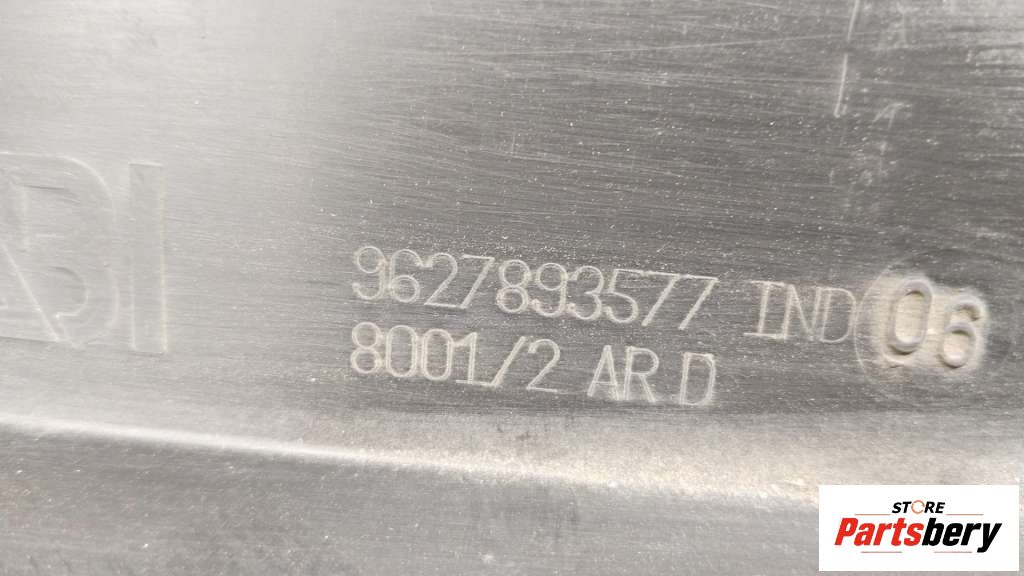 9627893577 IND 06
8001/2 AR D
STORE
Partsbery